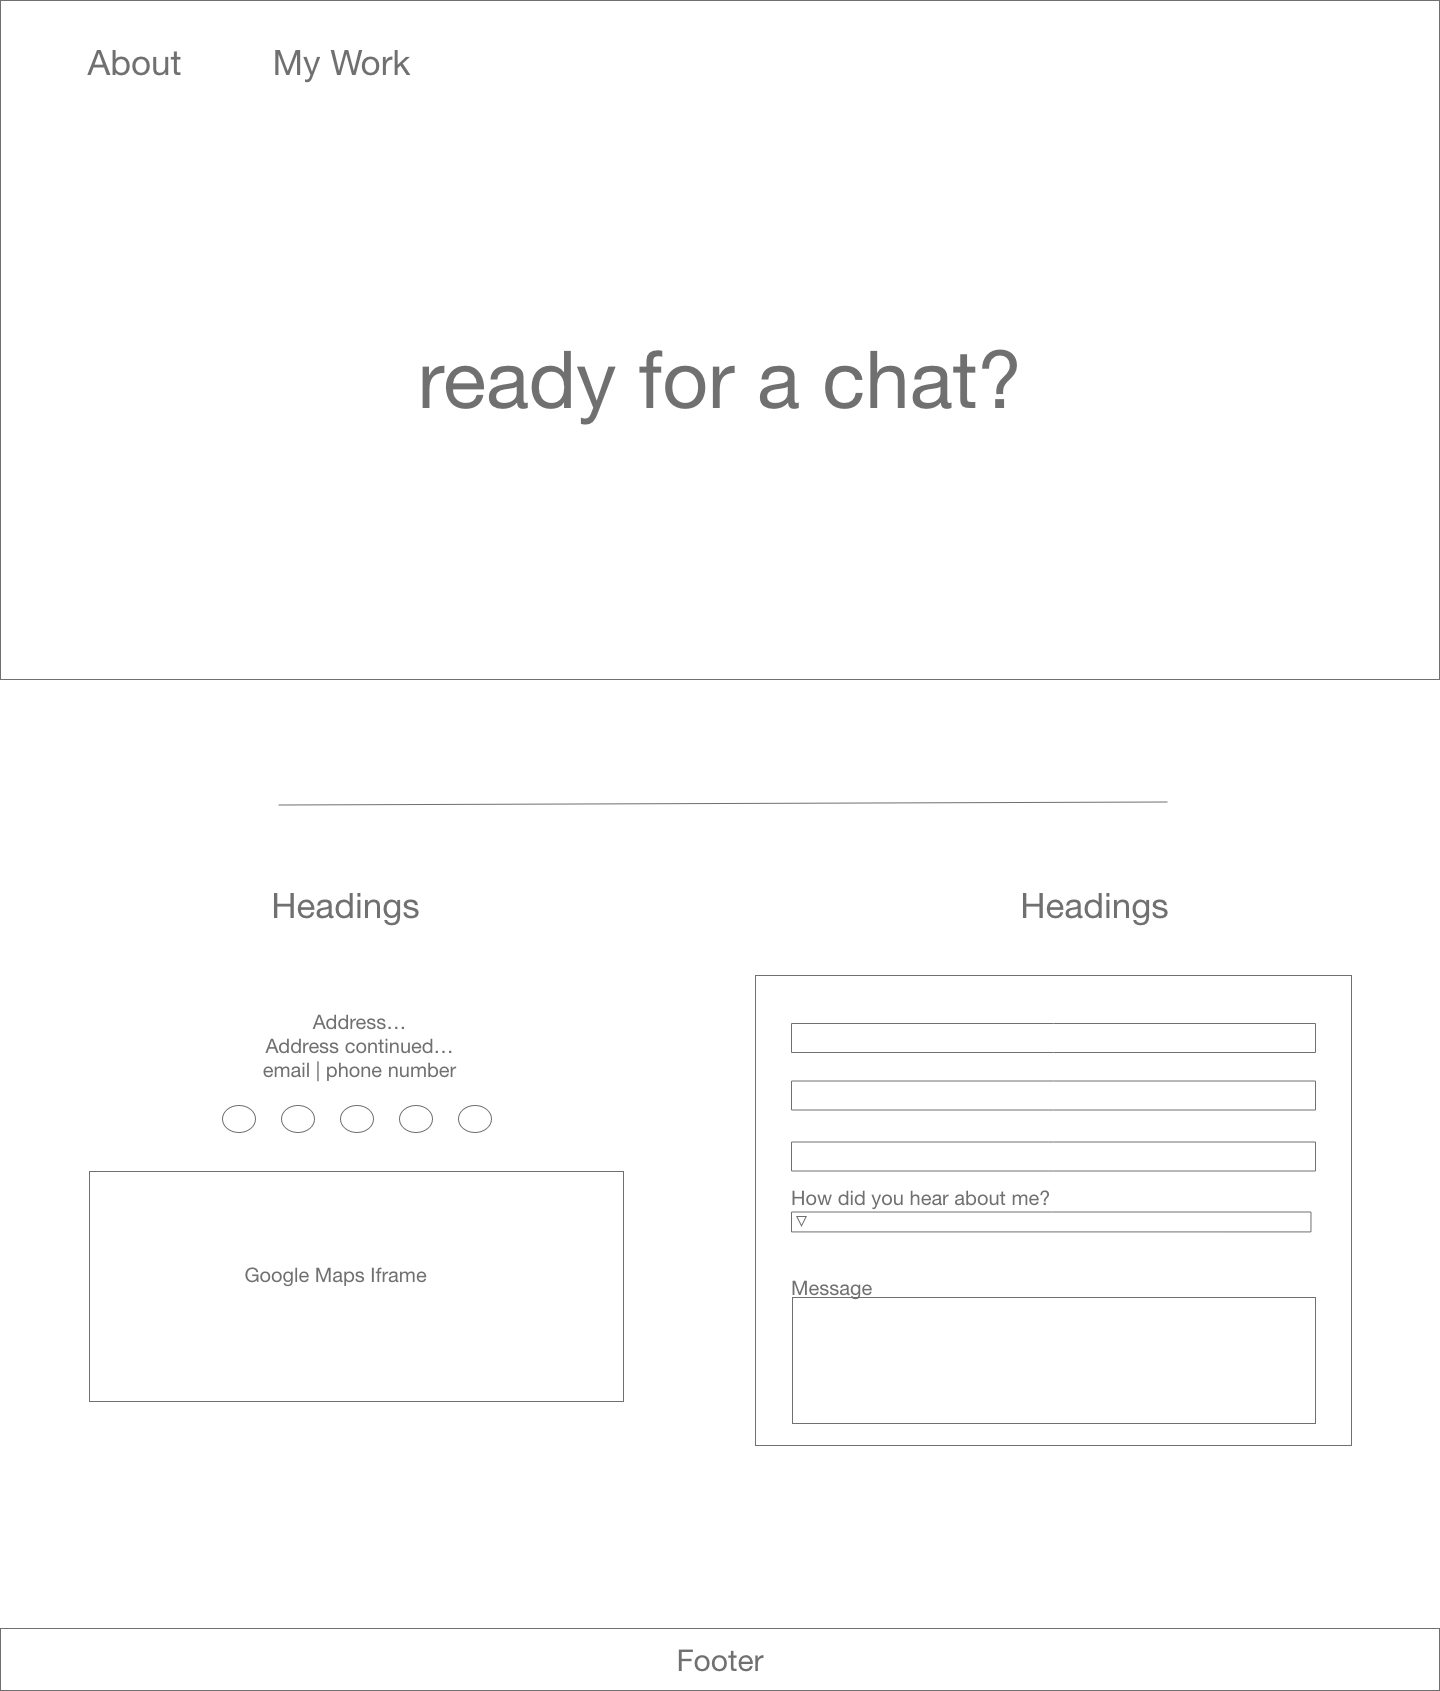 About My Work
ready for a chat?
Headings
Address…
Address continued…
email | phone number
Google Maps Iframe
Headings
How did you hear about me?
Message
Footer